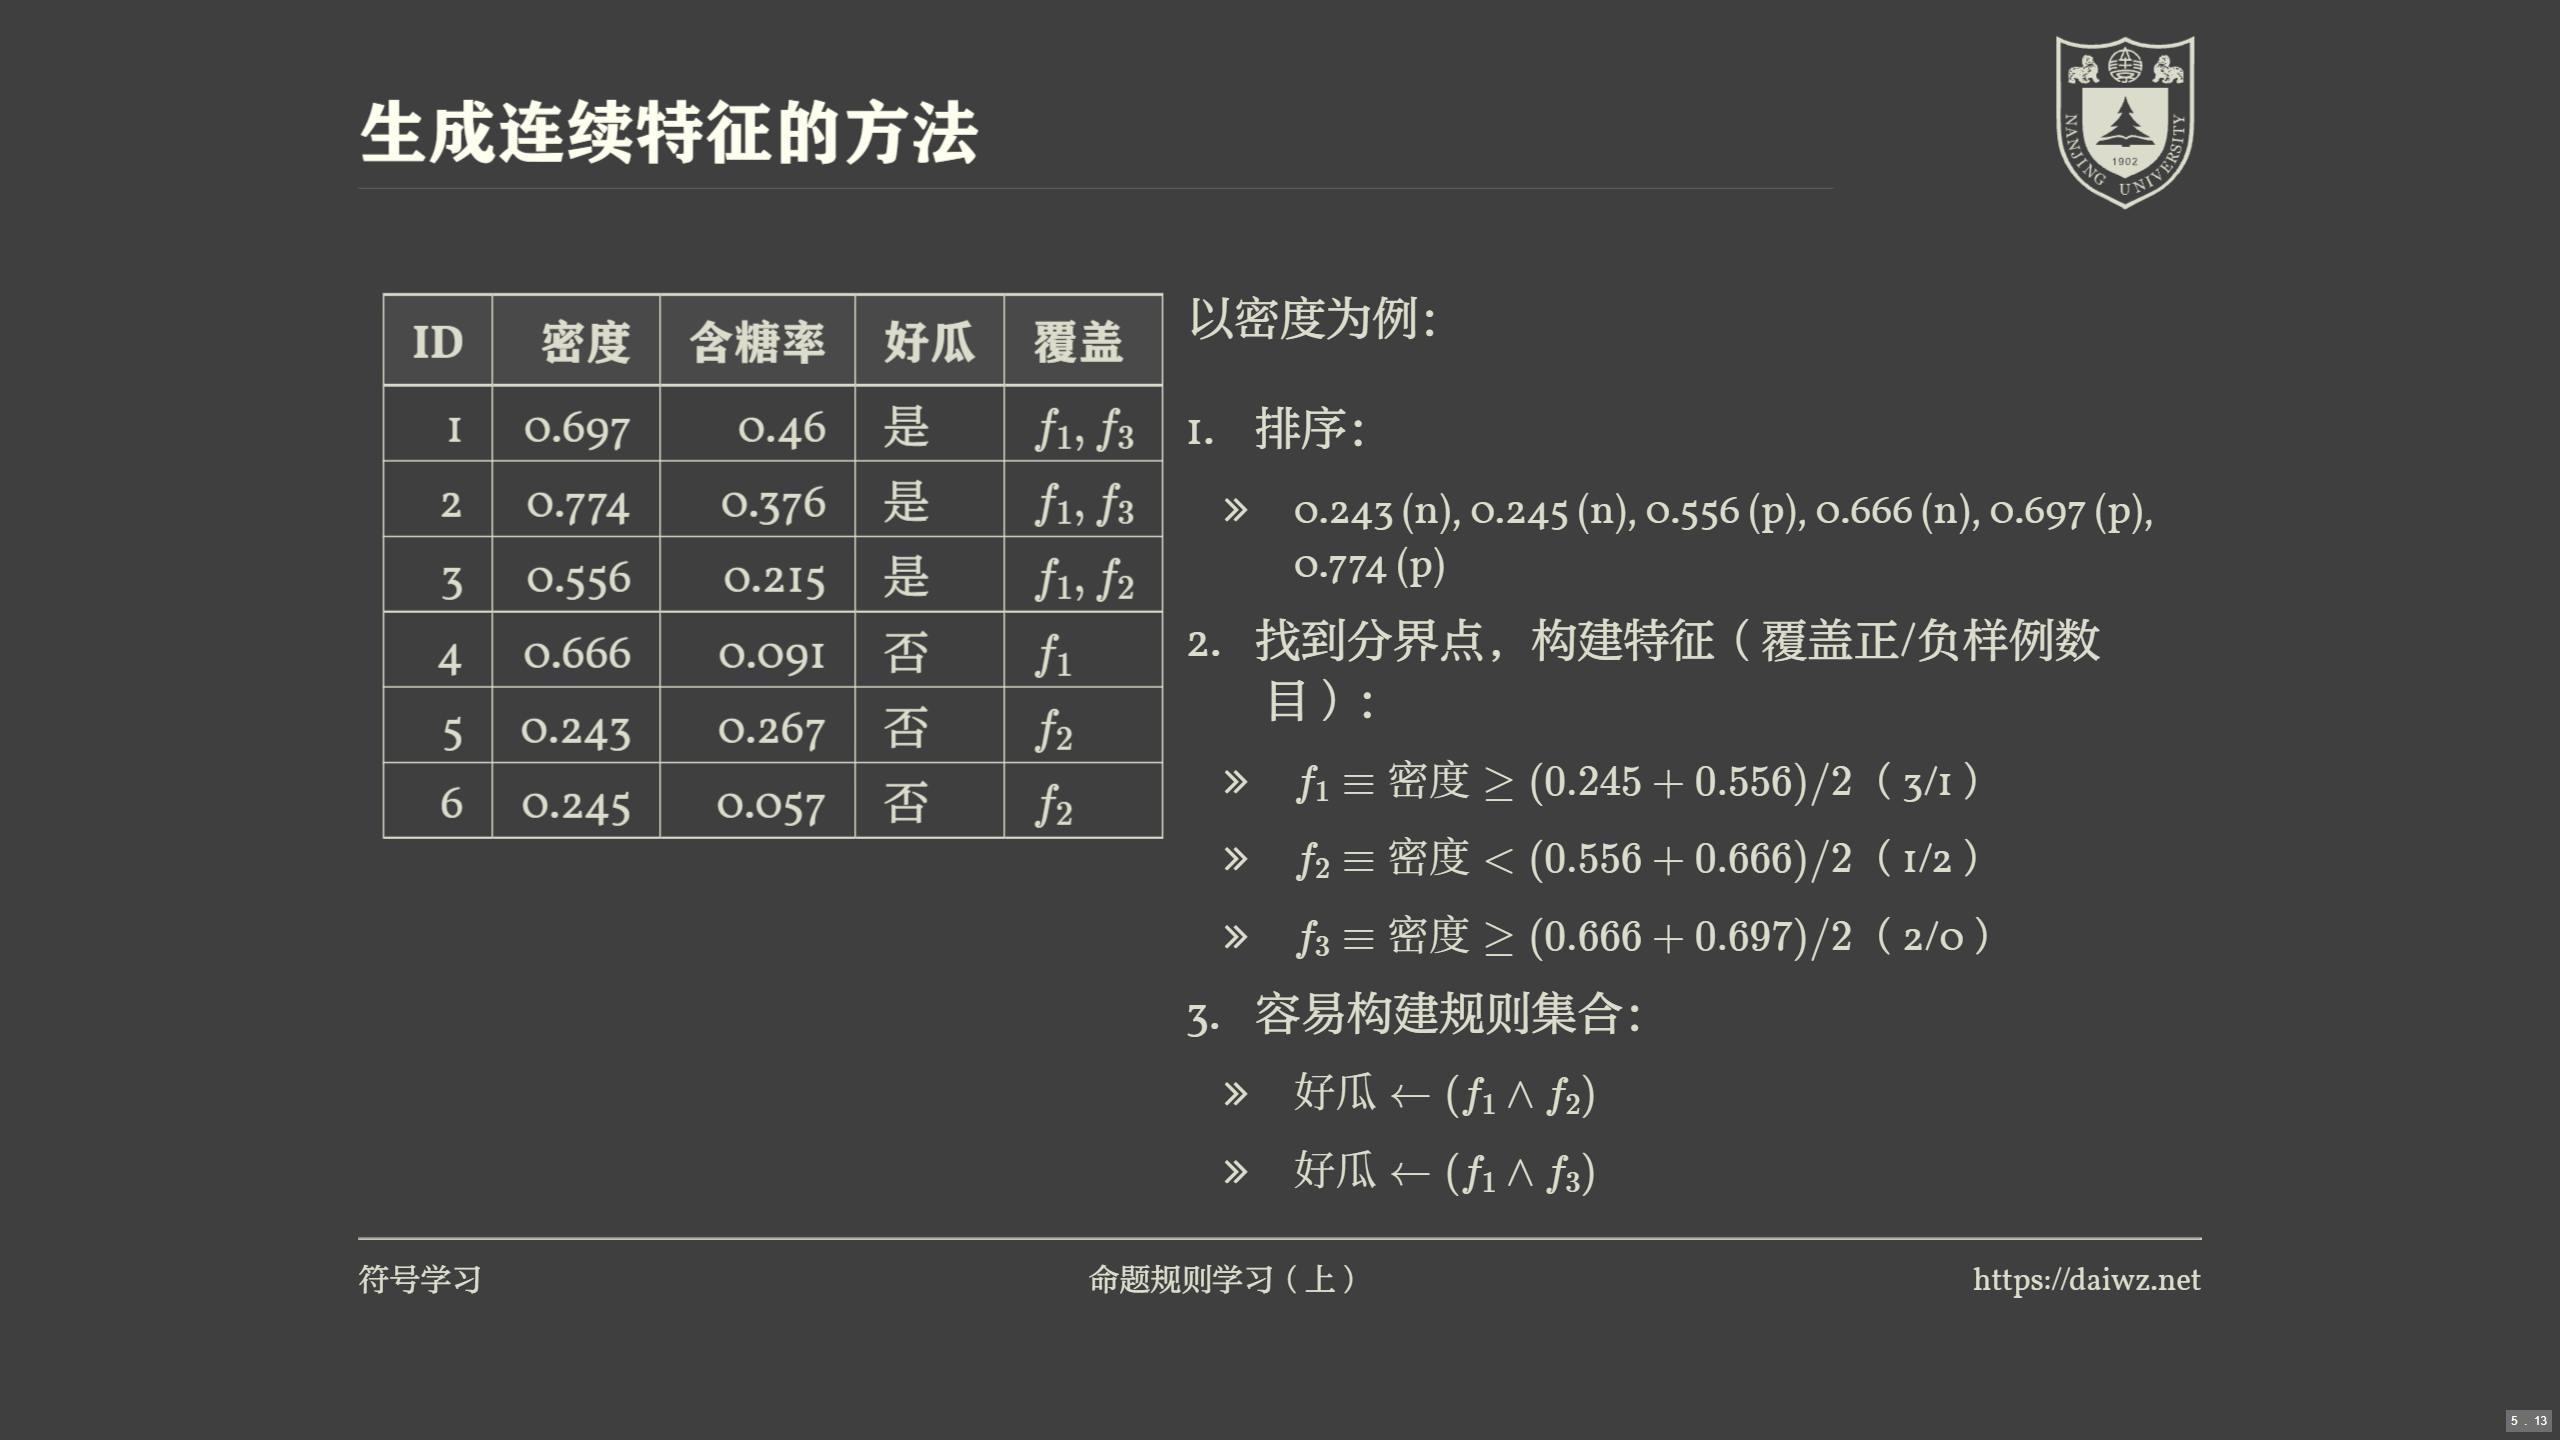 生成连续特征的方法
NANJING UNIVERSITY
1902
ID 密度 含糖率 好瓜 覆盖
1 0.697 0.46 是 f₁, f₃
2 0.774 0.376 是 f₁, f₃
3 0.556 0.215 是 f₁, f₂
4 0.666 0.091 否 f₁
5 0.243 0.267 否 f₂
6 0.245 0.057 否 f₂
以密度为例：
1. 排序：
» 0.243 (n), 0.245 (n), 0.556 (p), 0.666 (n), 0.697 (p),
0.774 (p)
2. 找到分界点，构建特征（覆盖正/负样例数
目）：
» f₁ ≡ 密度 ≥ (0.245 + 0.556)/2（3/1）
» f₂ ≡ 密度 < (0.556 + 0.666)/2（1/2）
» f₃ ≡ 密度 ≥ (0.666 + 0.697)/2（2/0）
3. 容易构建规则集合：
» 好瓜 ← (f₁ ∧ f₂)
» 好瓜 ← (f₁ ∧ f₃)
符号学习
命题规则学习（上）
https://daiwz.net
5 . 13